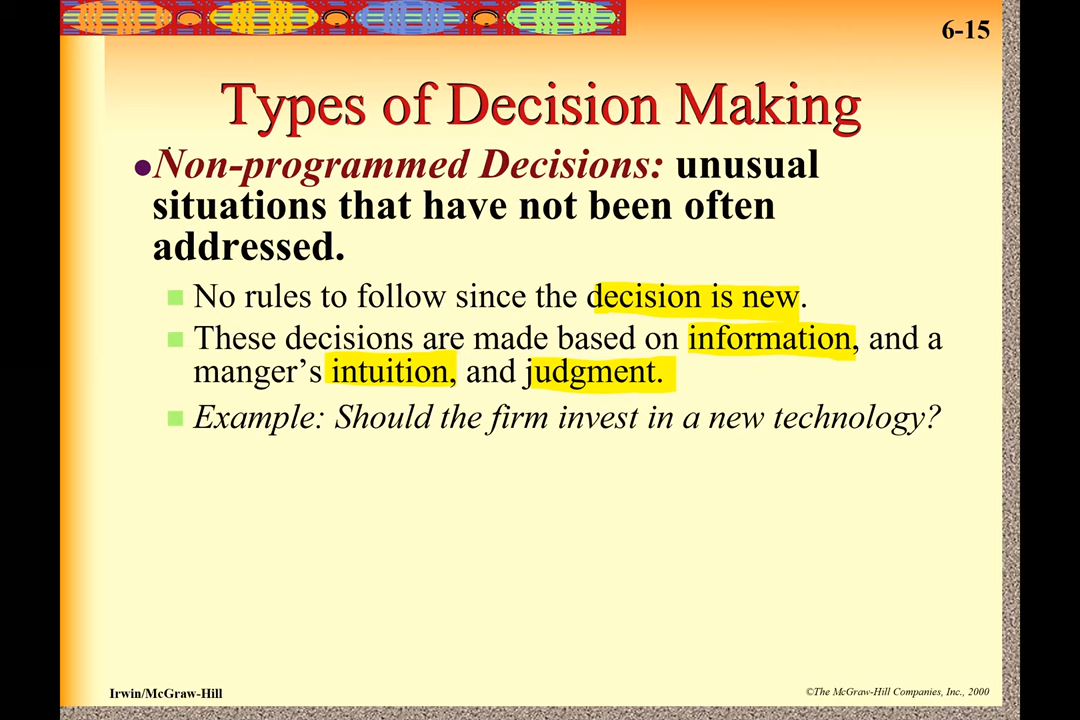 6-15
Types of Decision Making
Non-programmed Decisions: unusual
situations that have not been often
addressed.
No rules to follow since the decision is new.
These decisions are made based on information, and a
manger’s intuition, and judgment.
Example: Should the firm invest in a new technology?
Irwin/McGraw-Hill
©The McGraw-Hill Companies, Inc., 2000